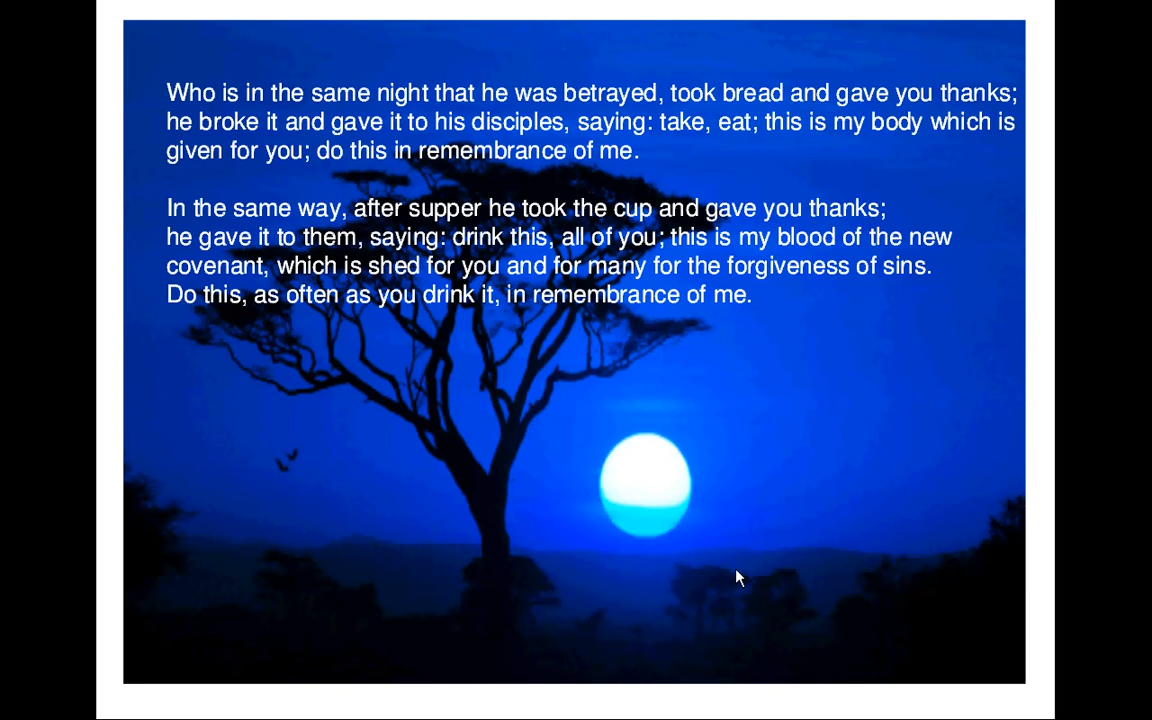 Who is in the same night that he was betrayed, took bread and gave you thanks;
he broke it and gave it to his disciples, saying: take, eat; this is my body which is
given for you; do this in remembrance of me.
In the same way, after supper he took the cup and gave you thanks;
he gave it to them, saying: drink this, all of you; this is my blood of the new
covenant, which is shed for you and for many for the forgiveness of sins.
Do this, as often as you drink it, in remembrance of me.